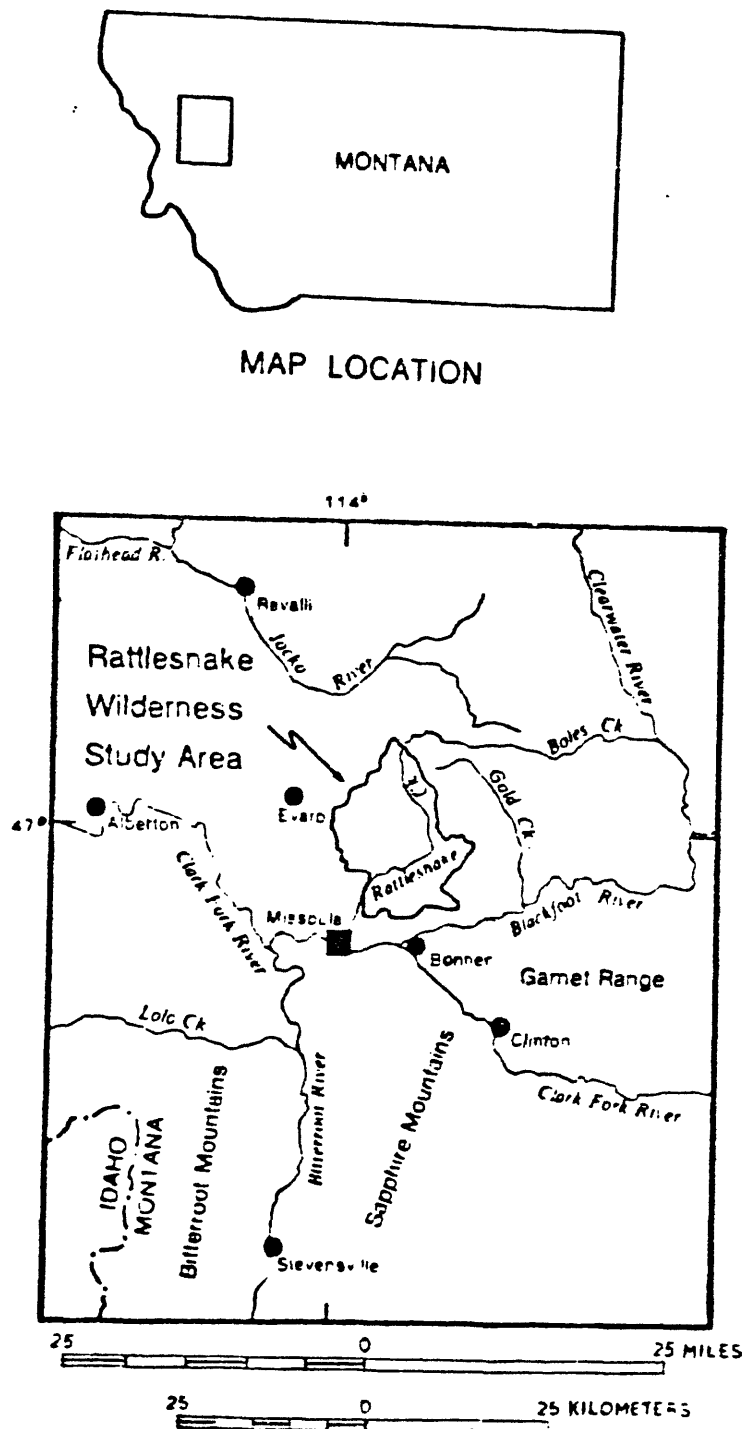 MONTANA
MAP LOCATION
114°
Flathead R.
Ravalli
Jocko
River
Clearwater River
Rattlesnake
Wilderness
Study Area
Boles Ck
Gold Ck.
Ck.
47°
Alberton
Evaro
Rattlesnake
Clark Fork River
Missoula
Blackfoot River
Bonner
Garnet Range
Lolo Ck
Clinton
Clark Fork River
IDAHO
MONTANA
Bitterroot Mountains
Bitterroot River
Sapphire Mountains
Stevensville
25 0 25 MILES
25 0 25 KILOMETERS